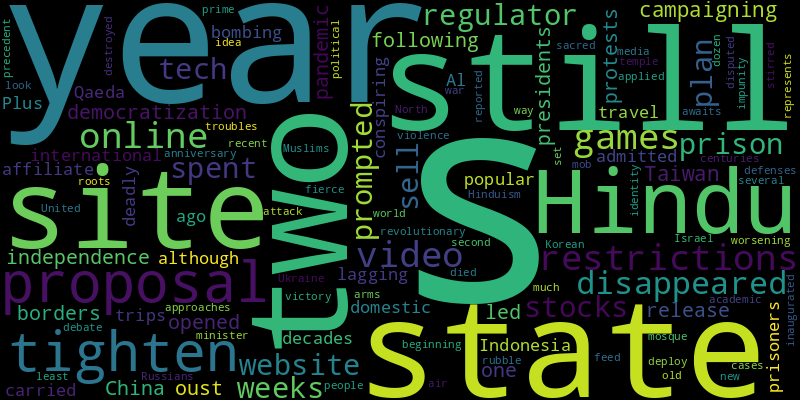 year
still
S
two
site
Hindu
state
proposal
tighten
online
video
restrictions
disappeared
website
weeks
stocks
games
prison
regulator
campaigning
following
presidents
protests
plan
tech
bombing
prime
idea
pandemic
political
precedent
destroyed
look
Plus
Qaeda
democratization
troubles
recent
international
anniversary
affiliate
roots
spent
Muslims
fierce
United
deadly
ago
attack
independence
although
borders
trips
opened
approaches
minister
debate
decades
least
Russians
carried
China
oust
people
prompted
conspiring
sell
Al
war
reported
North
violence
popular
Hinduism
world
revolutionary
second
lagging
Ukraine
victory
arms
died
domestic
led
much
beginning
air
Indonesia
one
rubble
feed
Korean
set
way
sacred
media
temple
applied
travel
admitted
mob
Taiwan
centuries
identity
Israel
worsening
defenses
several
awaits
dozen
disputed
impunity
stirred
represents
release
academic
inaugurated
mosque
deploy
old
cases.
new
prisoners